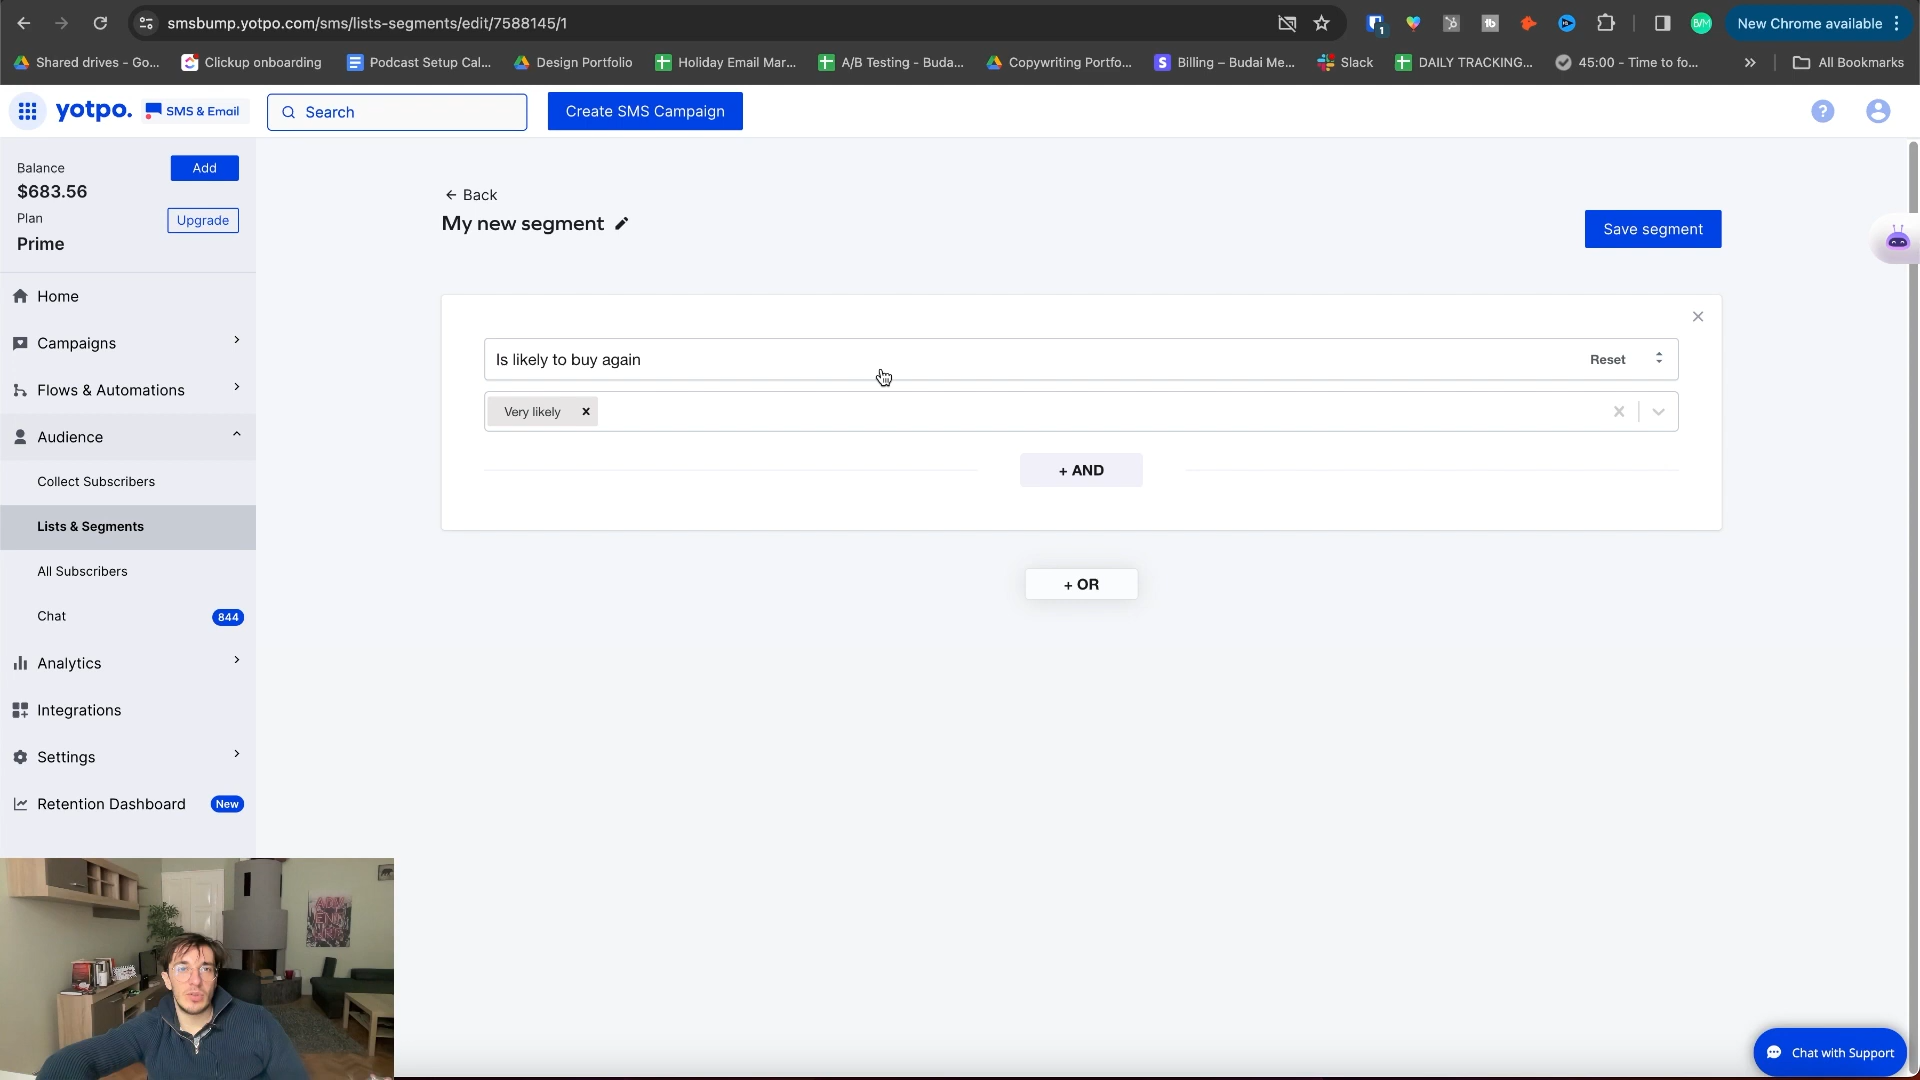 smsbump.yotpo.com/sms/lists-segments/edit/7588145/1
1
New Chrome available
Shared drives - Go...
Clickup onboarding
Podcast Setup Cal...
Design Portfolio
Holiday Email Mar...
A/B Testing - Buda...
Copywriting Portfo...
Billing – Budai Me...
Slack
DAILY TRACKING...
45:00 - Time to fo...
All Bookmarks
yotpo.
SMS & Email
Search
Create SMS Campaign
?
Balance
Add
$683.56
Plan
Upgrade
Prime
Home
Campaigns
Flows & Automations
Audience
Collect Subscribers
Lists & Segments
All Subscribers
Chat
844
Analytics
Integrations
Settings
Retention Dashboard
New
← Back
My new segment
Save segment
Is likely to buy again
Reset
Very likely
+ AND
+ OR
Chat with Support